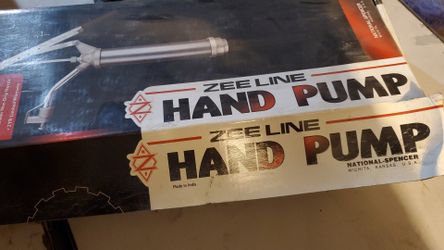 ZEE LINE
HAND PUMP
ZEE LINE
HAND PUMP
NATIONAL-SPENCER
WICHITA, KANSAS, U.S.A.
Made in India